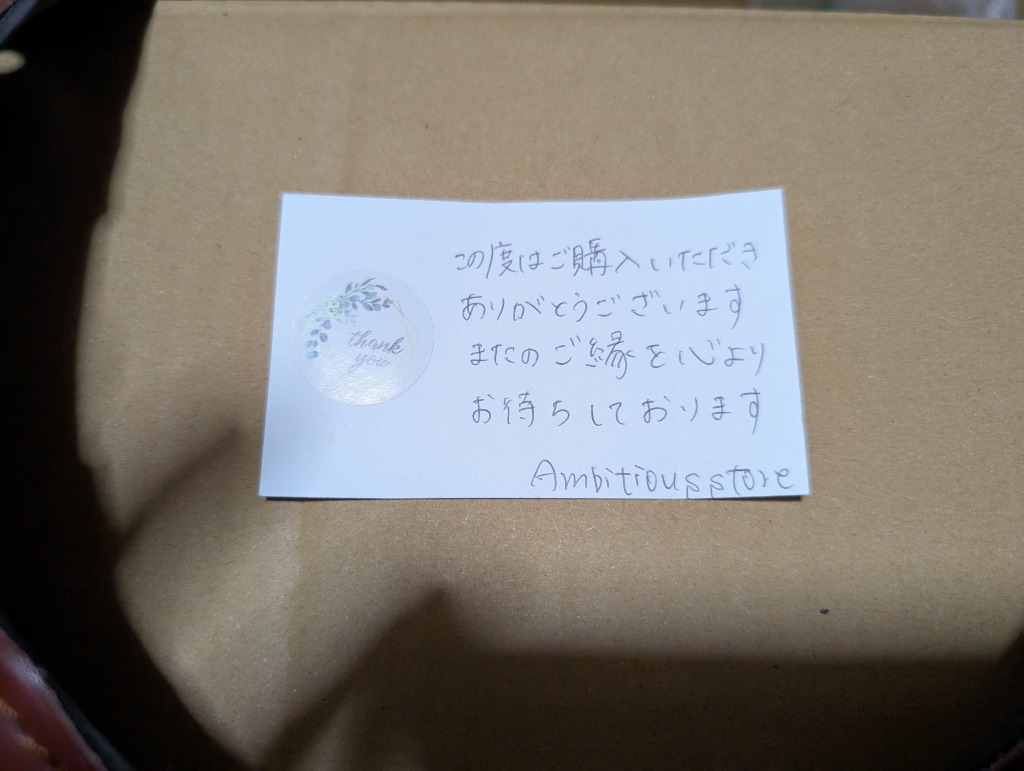 thank
you
この度はご購入いただき
ありがとうございます
またのご縁を心より
お待ちしております
Ambitious store